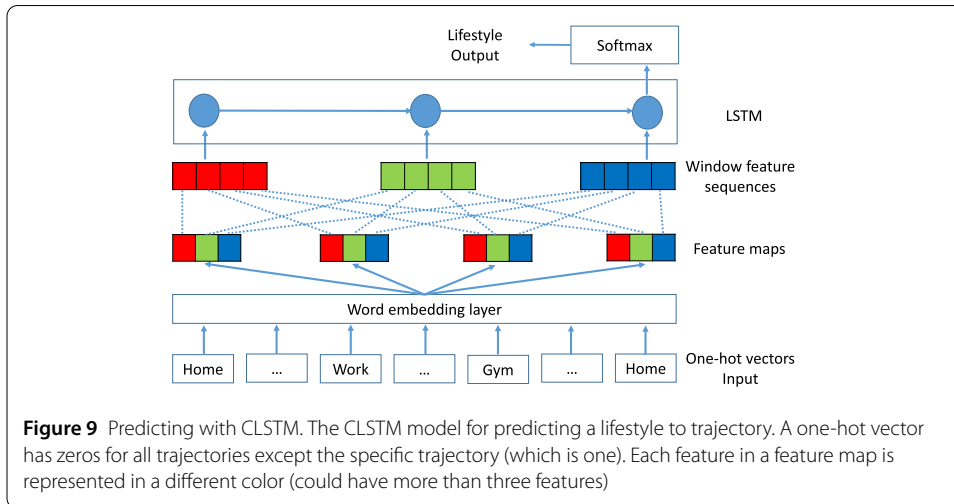 Lifestyle
Output
Softmax
LSTM
Window feature
sequences
Feature maps
Word embedding layer
Home
...
Work
...
Gym
...
Home
One-hot vectors
Input
Figure 9 Predicting with CLSTM. The CLSTM model for predicting a lifestyle to trajectory. A one-hot vector
has zeros for all trajectories except the specific trajectory (which is one). Each feature in a feature map is
represented in a different color (could have more than three features)